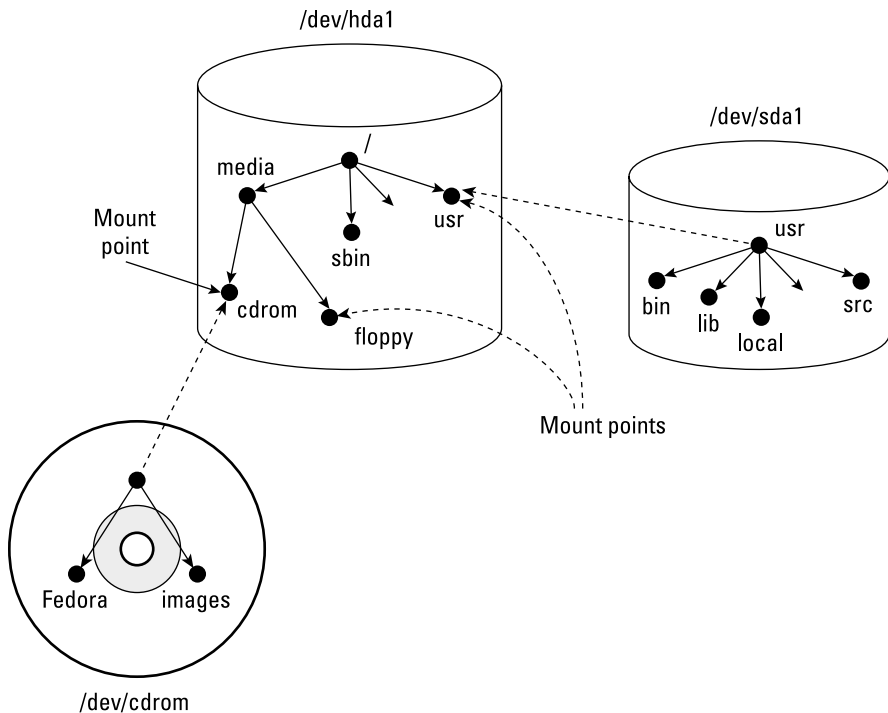 /dev/hda1
/dev/sda1
/
media
usr
sbin
Mount
point
cdrom
floppy
usr
bin
lib
local
src
Mount points
Fedora
images
/dev/cdrom